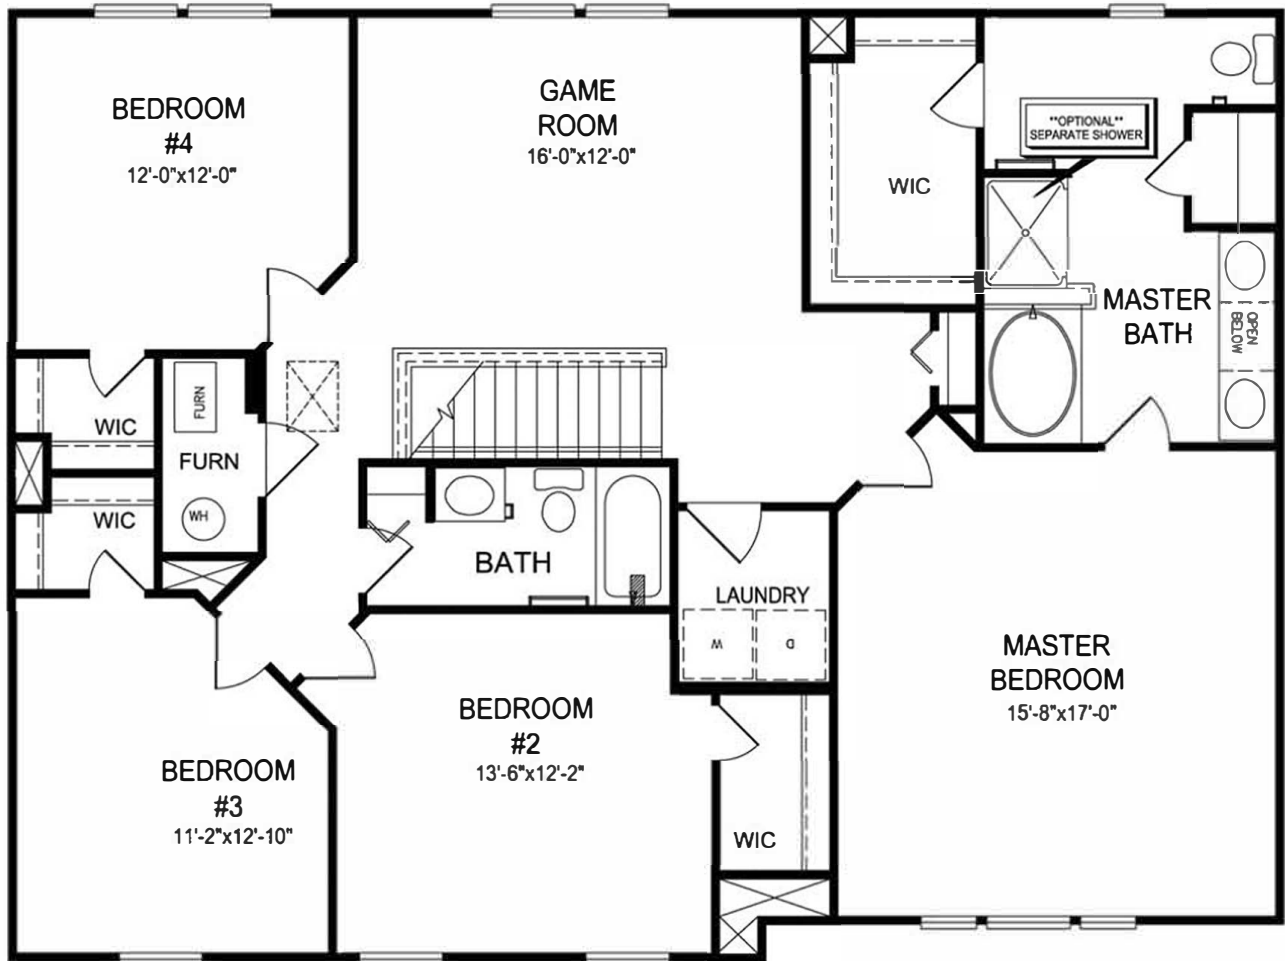 BEDROOM
#4
12'-0"x12'-0"
GAME
ROOM
16'-0"x12'-0"
WIC
**OPTIONAL**
SEPARATE SHOWER
MASTER
BATH
OPEN
BELOW
WIC
FURN
FURN
WH
WIC
BATH
LAUNDRY
W
D
MASTER
BEDROOM
15'-8"x17'-0"
BEDROOM
#2
13'-6"x12'-2"
BEDROOM
#3
11'-2"x12'-10"
WIC